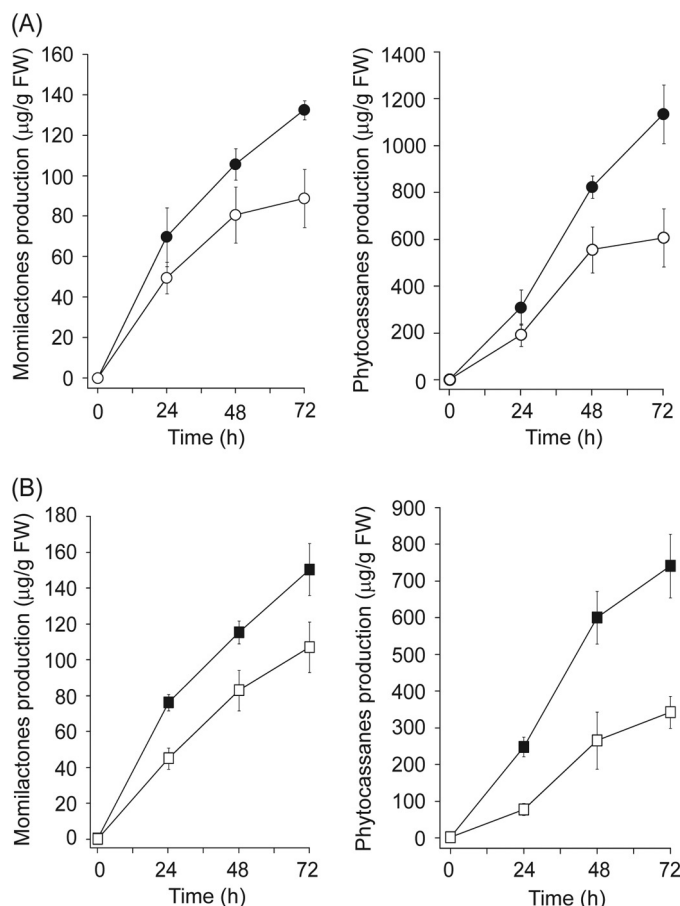 (A)
Momilactones production (μg/g FW)
160
140
120
100
80
60
40
20
0
0 24 48 72
Time (h)
Phytocassanes production (μg/g FW)
1400
1200
1000
800
600
400
200
0
0 24 48 72
Time (h)
(B)
Momilactones production (μg/g FW)
180
160
140
120
100
80
60
40
20
0
0 24 48 72
Time (h)
Phytocassanes production (μg/g FW)
900
800
700
600
500
400
300
200
100
0
0 24 48 72
Time (h)